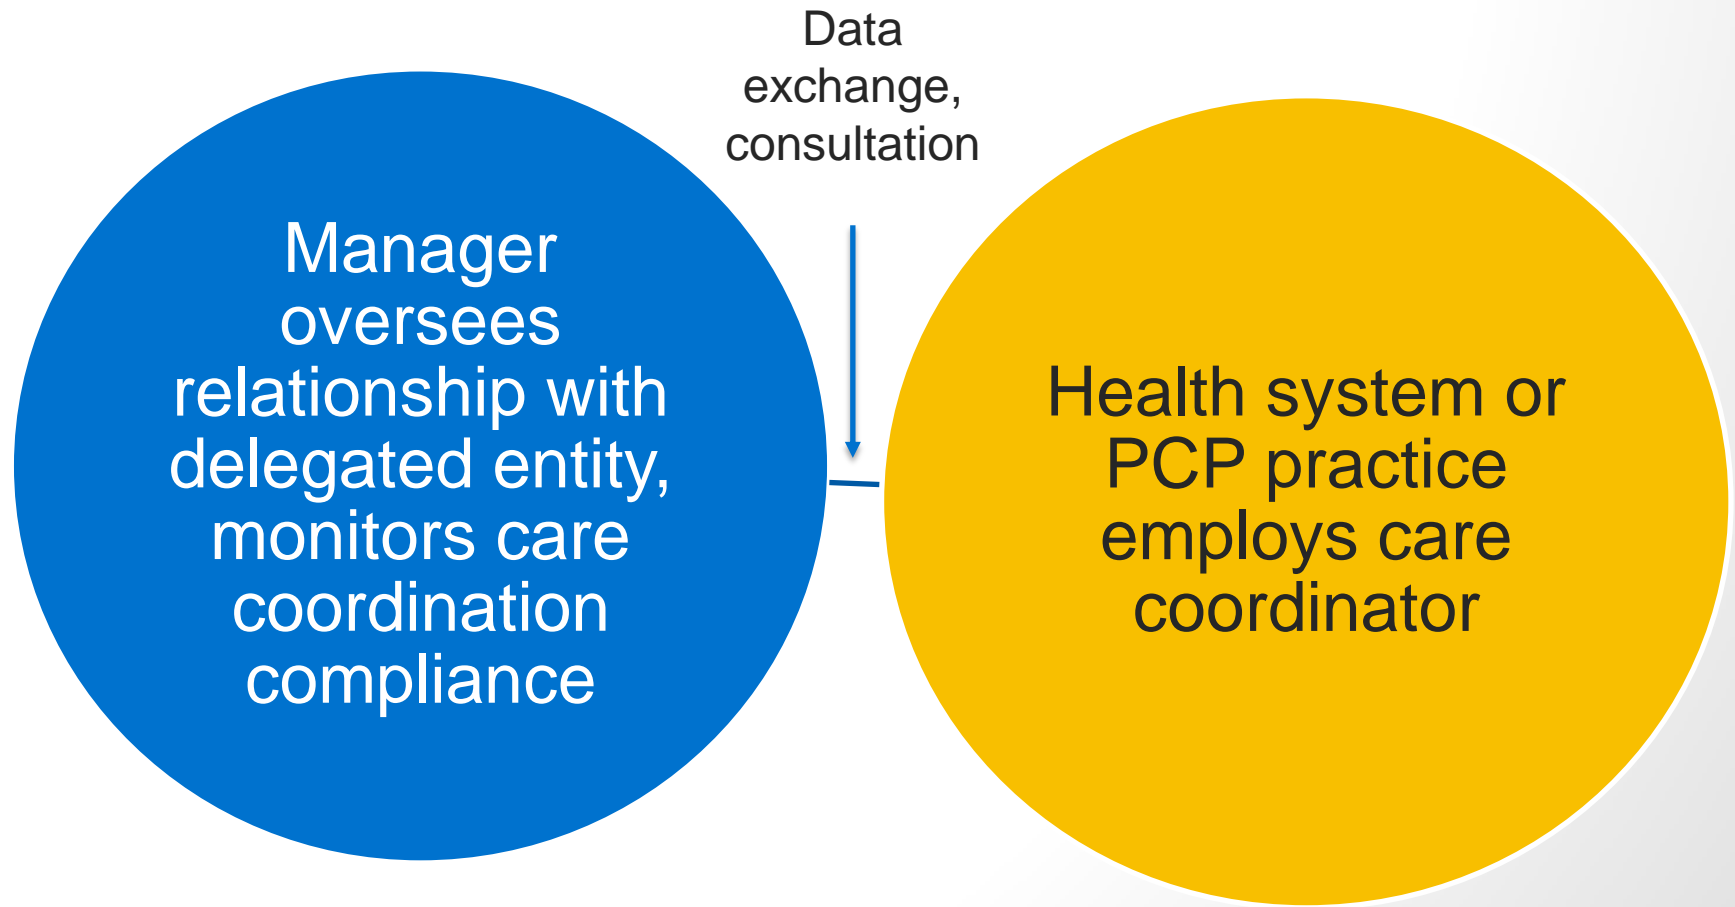 Data
exchange,
consultation
Manager
oversees
relationship with
delegated entity,
monitors care
coordination
compliance
Health system or
PCP practice
employs care
coordinator